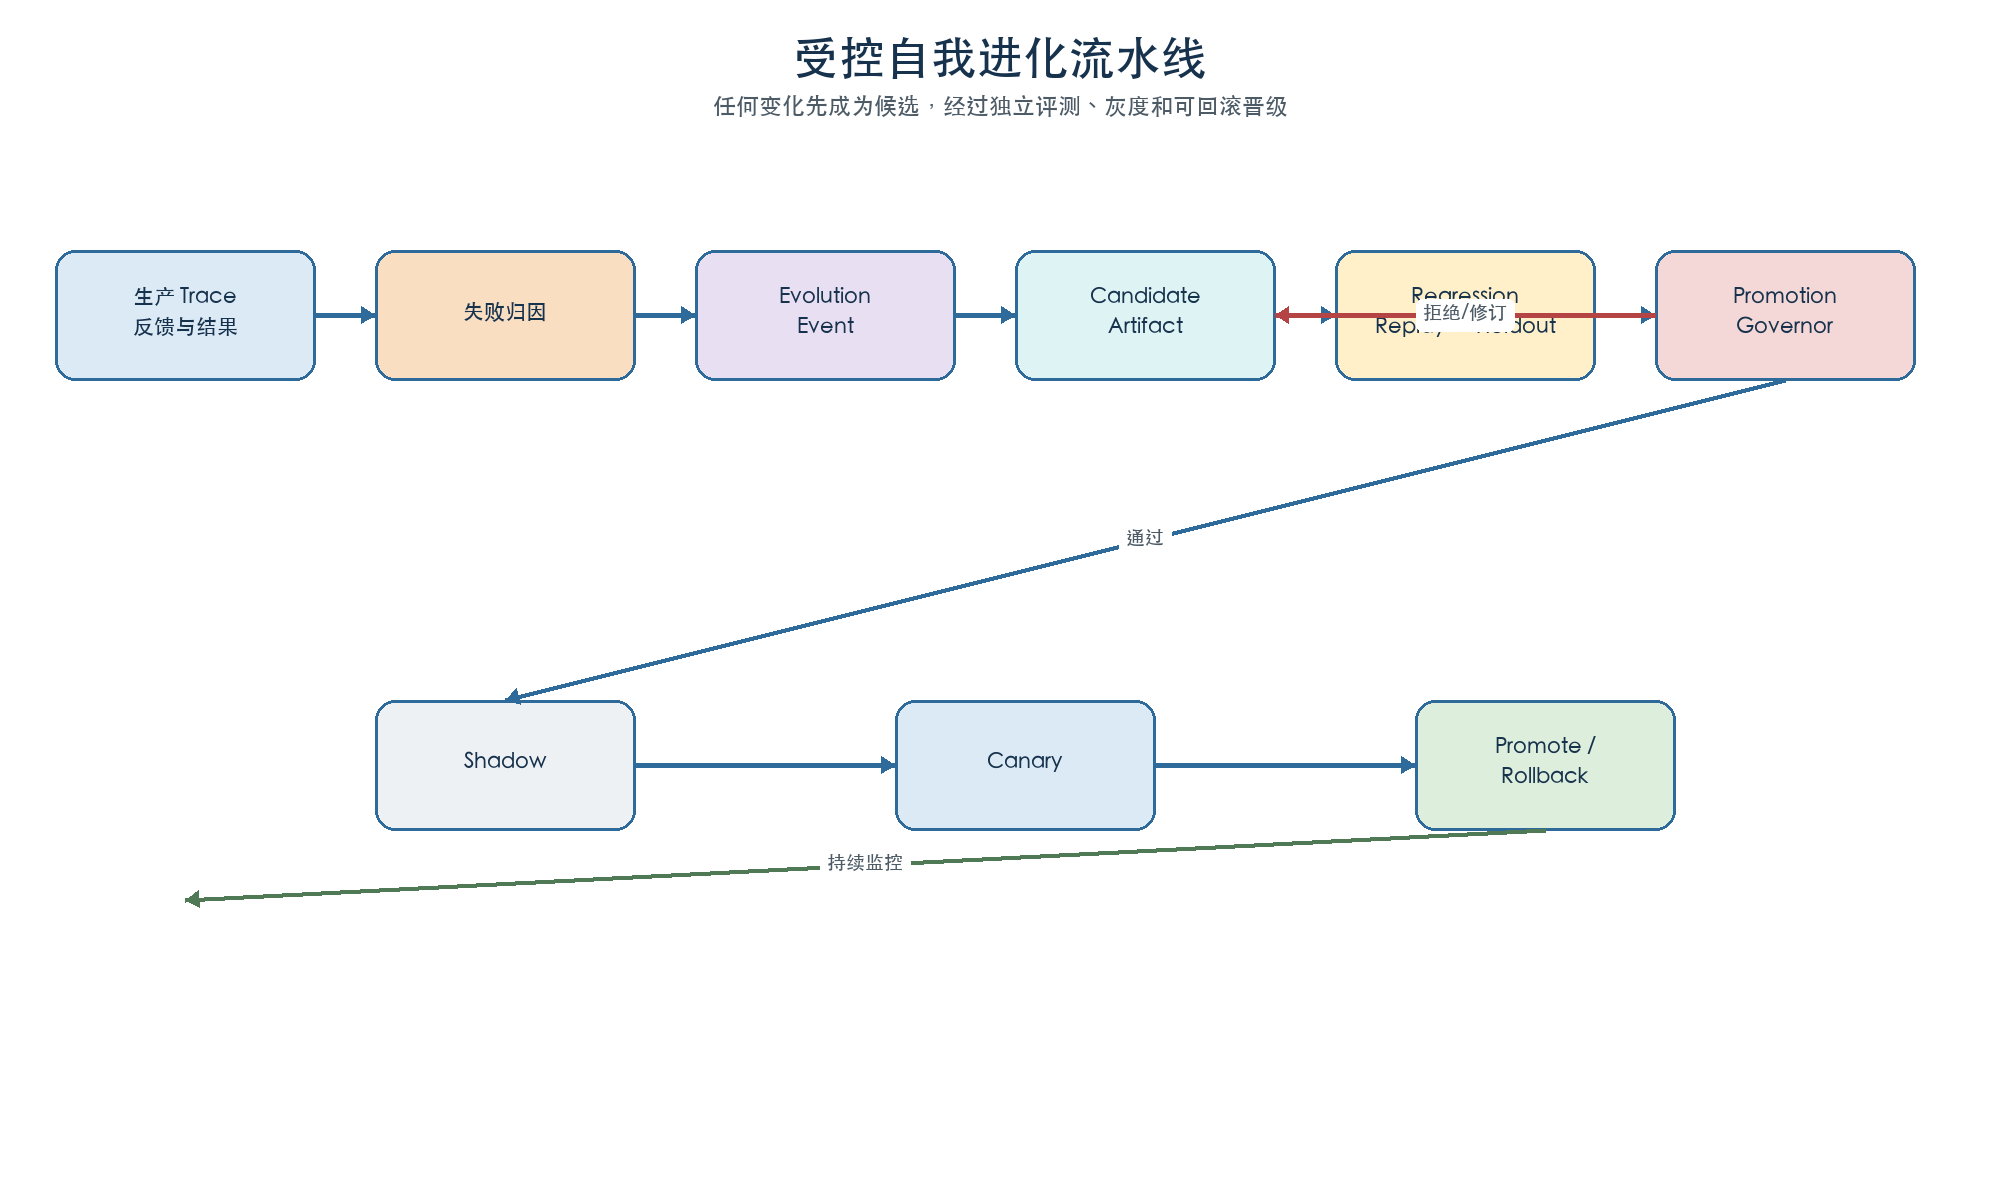 受控自我进化流水线
任何变化先成为候选，经过独立评测、灰度和可回滚晋级
生产 Trace
反馈与结果
失败归因
Evolution
Event
Candidate
Artifact
Regression
拒绝/修订
Promotion
Governor
通过
Shadow
Canary
Promote /
Rollback
持续监控